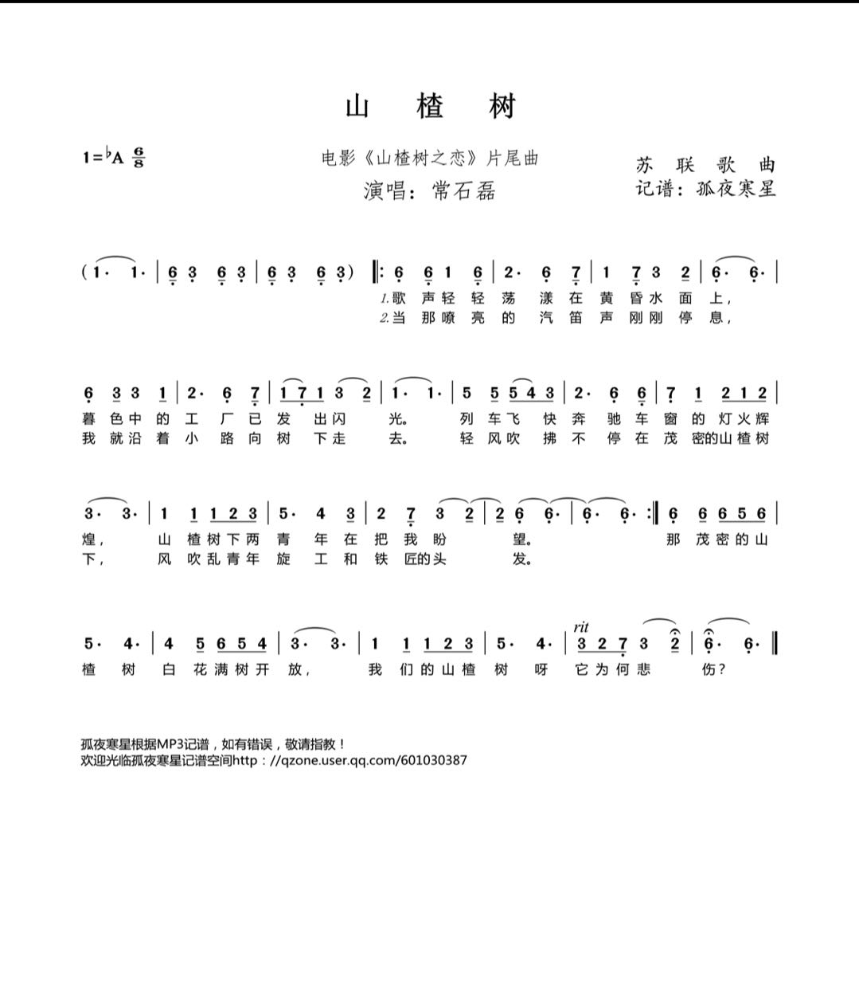 山 楂 树
1=♭A 6/8
电影《山楂树之恋》片尾曲
演唱：常石磊
苏 联 歌 曲
记谱：孤夜寒星
( 1· 1· | 6 3 6 3 | 6 3 6 3 ) ‖: 6 6 1 6 | 2· 6 7 | 1 7 3 2 | 6· 6· |
1.歌 声 轻 轻 荡 漾 在 黄 昏 水 面 上，
2.当 那 嘹 亮 的 汽 笛 声 刚 刚 停 息，
6 3 3 1 | 2· 6 7 | 1 7 1 3 2 | 1· 1· | 5 5 5 4 3 | 2· 6 6 | 7 1 2 1 2 |
暮 色 中 的 工 厂 已 发 出 闪 光。 列 车 飞 快 奔 驰 车 窗 的 灯 火 辉
我 就 沿 着 小 路 向 树 下 走 去。 轻 风 吹 拂 不 停 在 茂 密的 山 楂 树
3· 3· | 1 1 1 2 3 | 5· 4 3 | 2 7 3 2 | 2 6 6· | 6· 6· :‖ 6 6 6 5 6 |
煌， 山 楂 树 下 两 青 年 在 把 我 盼 望。 那 茂 密 的 山
下， 风 吹 乱 青 年 旋 工 和 铁 匠的 头 发。
rit
5· 4· | 4 5 6 5 4 | 3· 3· | 1 1 1 2 3 | 5· 4· | 3 2 7 3 2 | 6· 6· ‖
楂 树 白 花 满 树 开 放， 我 们 的 山 楂 树 呀 它 为 何 悲 伤？
孤夜寒星根据MP3记谱，如有错误，敬请指教！
欢迎光临孤夜寒星记谱空间http：//qzone.user.qq.com/601030387